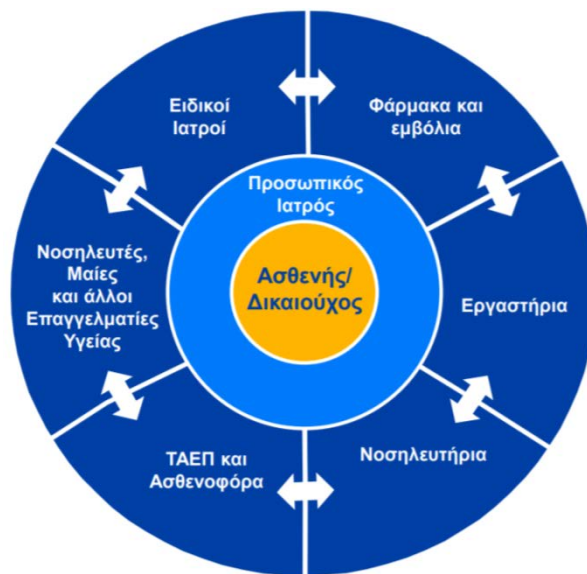 Ειδικοί
Ιατροί
Φάρμακα και
εμβόλια
Προσωπικός
Ιατρός
Ασθενής/
Δικαιούχος
Νοσηλευτές,
Μαίες
και άλλοι
Επαγγελματίες
Υγείας
Εργαστήρια
ΤΑΕΠ και
Ασθενοφόρα
Νοσηλευτήρια